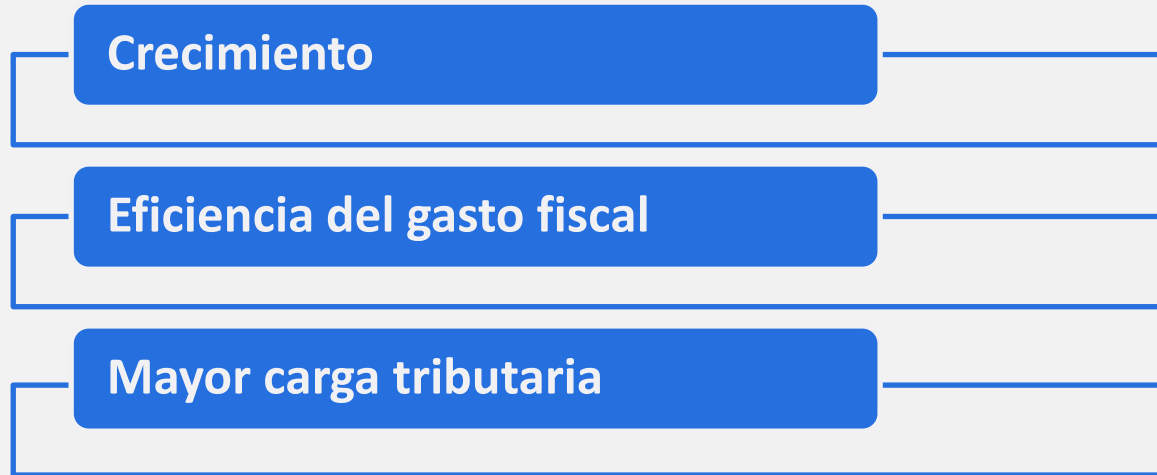 Crecimiento
Eficiencia del gasto fiscal
Mayor carga tributaria